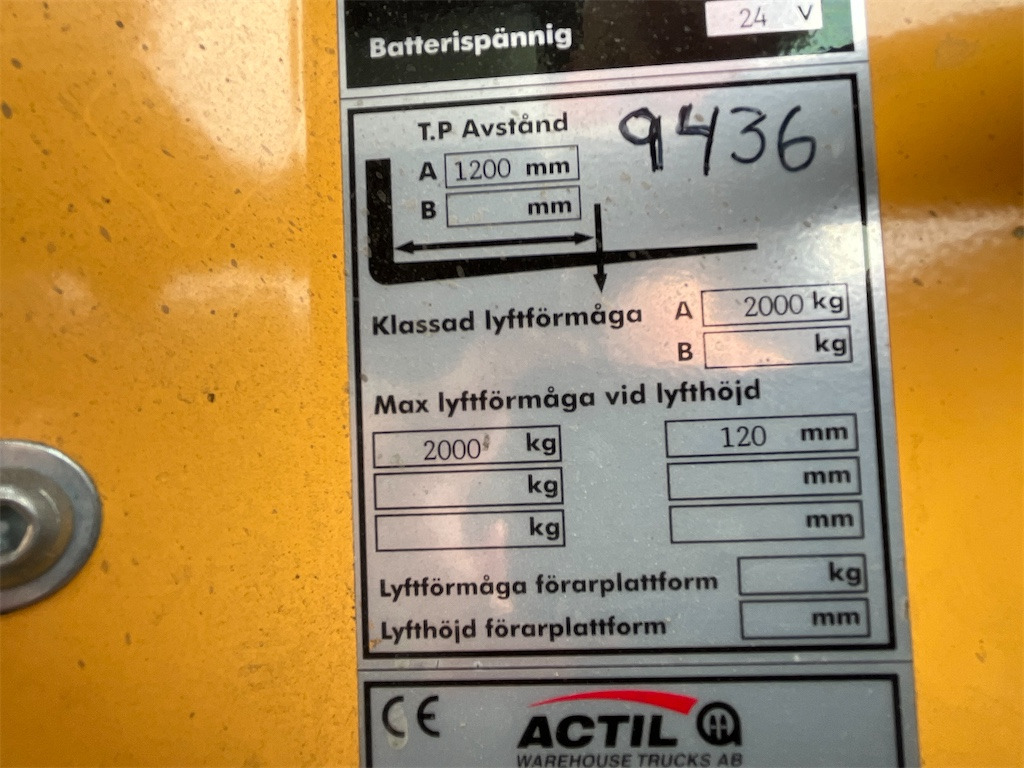 Batterispännig 24 V
T.P Avstånd 9436
A 1200 mm
B mm
Klassad lyftförmåga A 2000 kg
B kg
Max lyftförmåga vid lyfthöjd
2000 kg 120 mm
kg mm
kg mm
Lyftförmåga förarplattform kg
Lyfthöjd förarplattform mm
CE ACTIL
WAREHOUSE TRUCKS AB